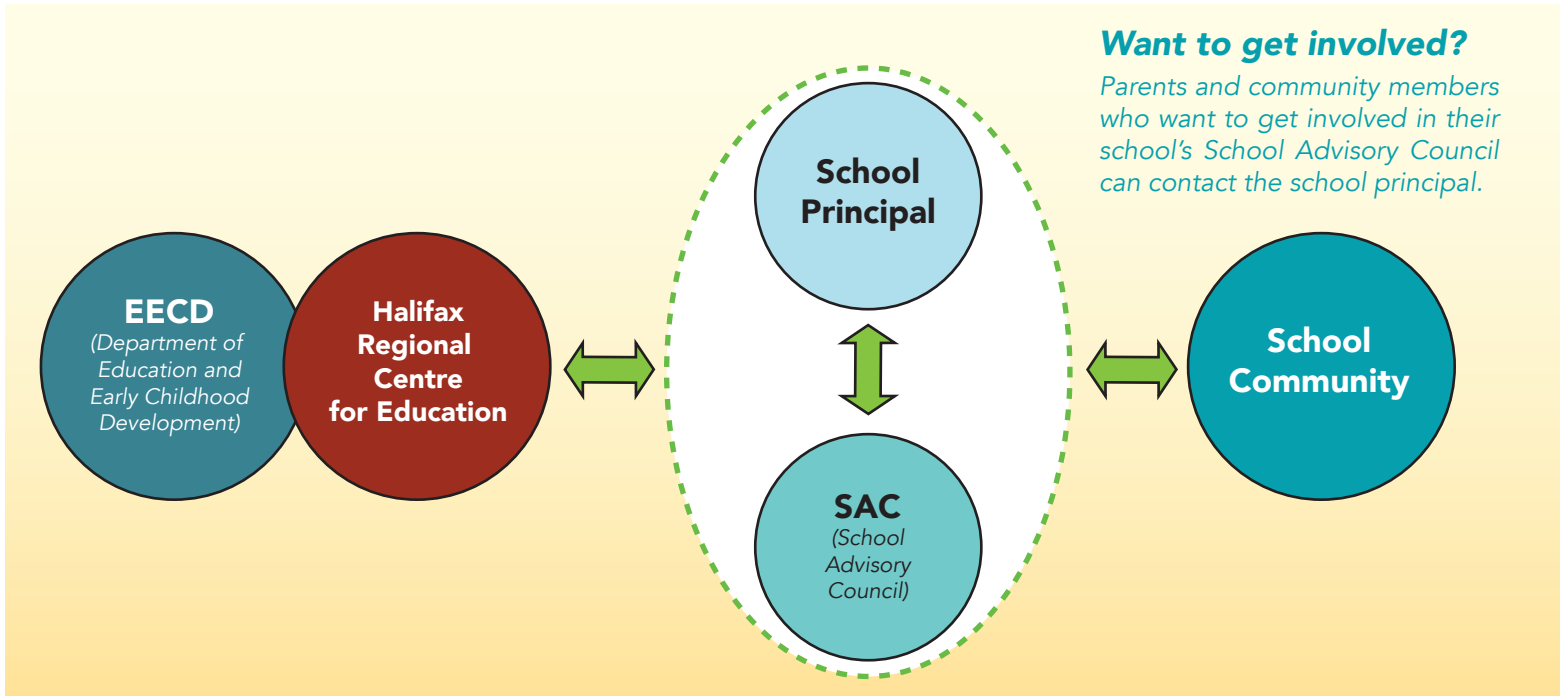 Want to get involved?
Parents and community members
who want to get involved in their
school's School Advisory Council
can contact the school principal.
School
Principal
EECD
(Department of
Education and
Early Childhood
Development)
Halifax
Regional
Centre
for Education
School
Community
SAC
(School
Advisory
Council)